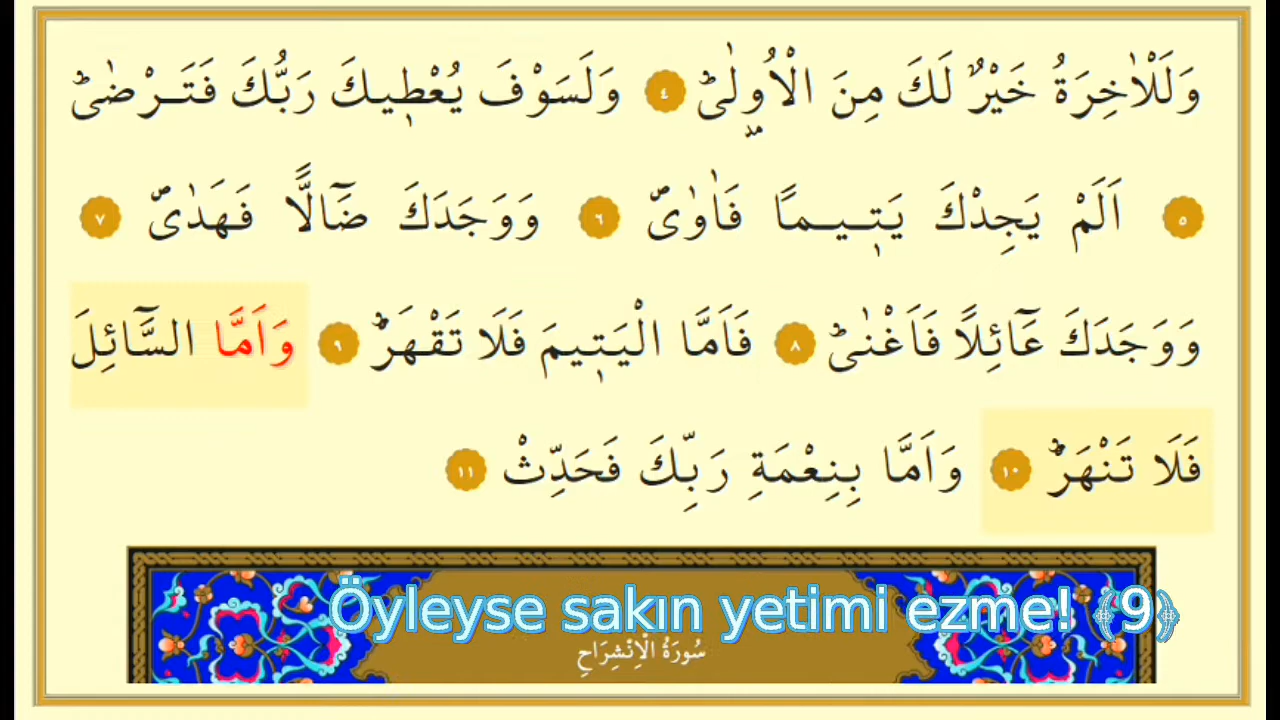 وَلَلْاٰخِرَةُ خَيْرٌ لَكَ مِنَ الْاُو۫لٰىۜ ﴿٤﴾ وَلَسَوْفَ يُعْط۪يكَ رَبُّكَ فَتَرْضٰىۜ
﴿٥﴾ اَلَمْ يَجِدْكَ يَت۪يمًا فَاٰوٰىۖ ﴿٦﴾ وَوَجَدَكَ ضَٓالًّا فَهَدٰىۖ ﴿٧﴾
وَوَجَدَكَ عَٓائِلًا فَاَغْنٰىۜ ﴿٨﴾ فَاَمَّا الْيَت۪يمَ فَلَا تَقْهَرْۜ ﴿٩﴾ وَاَمَّا السَّٓائِلَ
فَلَا تَنْهَرْۜ ﴿١٠﴾ وَاَمَّا بِنِعْمَةِ رَبِّكَ فَحَدِّثْ ﴿١١﴾
Öyleyse sakın yetimi ezme! ﴾9﴿
سُورَةُ الْاِنْشِرَاحِ